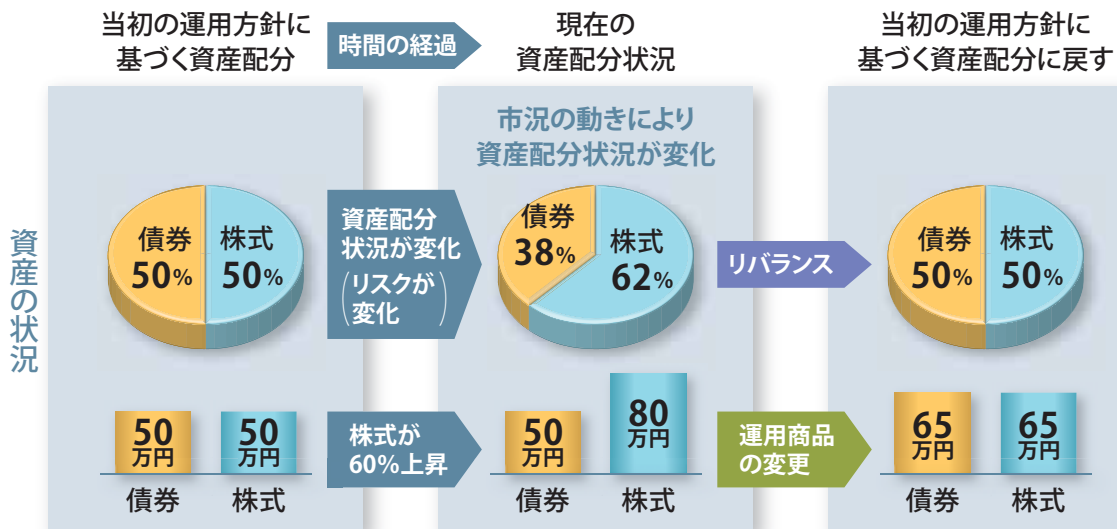 当初の運用方針に
基づく資産配分
時間の経過
現在の
資産配分状況
当初の運用方針に
基づく資産配分に戻す
資産の状況
市況の動きにより
資産配分状況が変化
債券
50%
株式
50%
資産配分
状況が変化
(リスクが
変化)
債券
38%
株式
62%
リバランス
債券
50%
株式
50%
50
万円
債券
50
万円
株式
株式が
60%上昇
50
万円
債券
80
万円
株式
運用商品
の変更
65
万円
債券
65
万円
株式